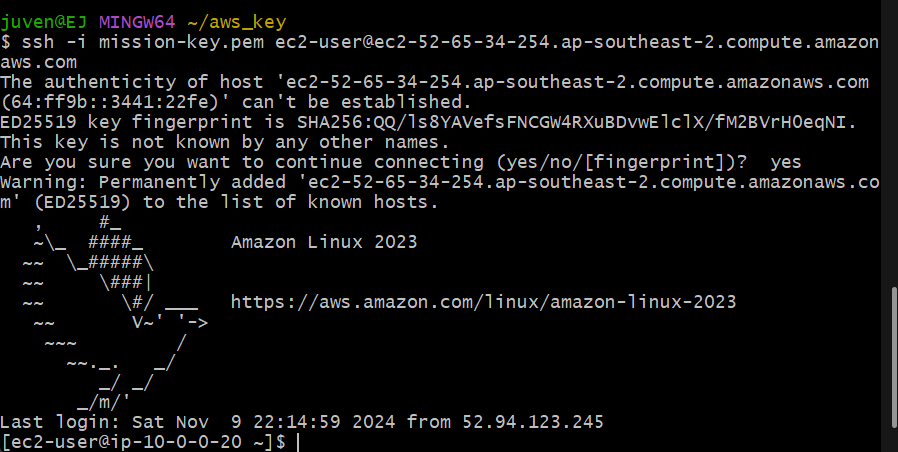 juven@EJ MINGW64 ~/aws_key
$ ssh -i mission-key.pem ec2-user@ec2-52-65-34-254.ap-southeast-2.compute.amazon
aws.com
The authenticity of host 'ec2-52-65-34-254.ap-southeast-2.compute.amazonaws.com
(64:ff9b::3441:22fe)' can't be established.
ED25519 key fingerprint is SHA256:QQ/ls8YAVefsFNCGW4RXuBDvwElclX/fM2BVrH0eqNI.
This key is not known by any other names.
Are you sure you want to continue connecting (yes/no/[fingerprint])?  yes
Warning: Permanently added 'ec2-52-65-34-254.ap-southeast-2.compute.amazonaws.co
m' (ED25519) to the list of known hosts.
   ,     #_
   ~\_  ####_        Amazon Linux 2023
  ~~  \_#####\
  ~~     \###|
  ~~       \#/ ___   https://aws.amazon.com/linux/amazon-linux-2023
   ~~       V~' '->
    ~~~         /
      ~~._.   _/
         _/ _/
       _/m/'
Last login: Sat Nov  9 22:14:59 2024 from 52.94.123.245
[ec2-user@ip-10-0-0-20 ~]$